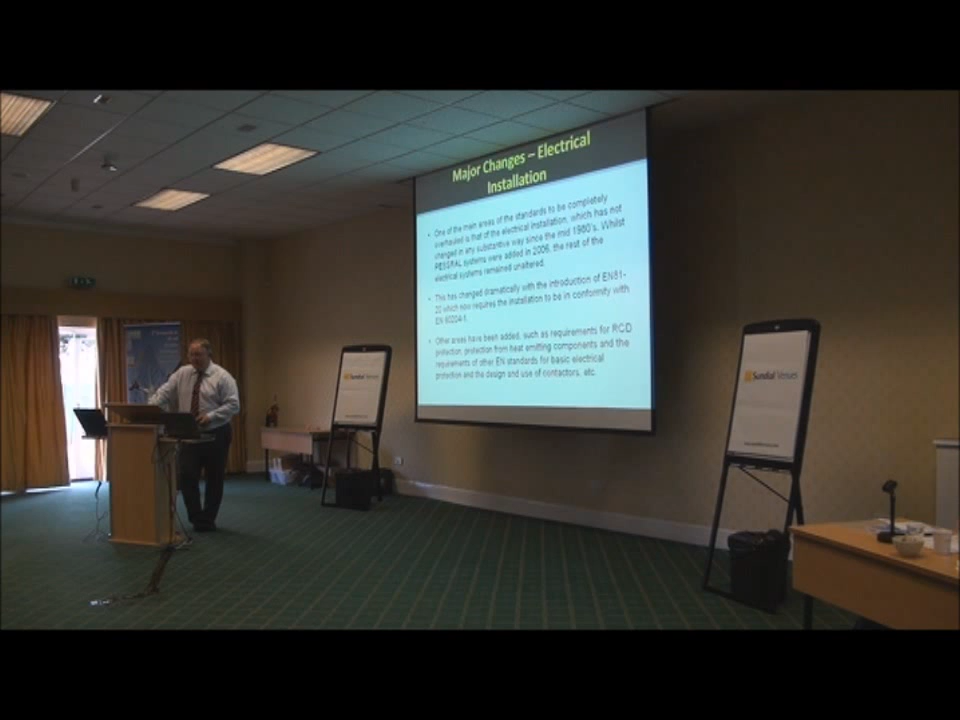 Major Changes – Electrical
Installation
• One of the main areas of the standards to be completely
overhauled is that of the electrical installation, which has not
changed in any substantive way since the mid 1980's. Whilst
PESSRAL systems were added in 2006, the rest of the
electrical systems remained unaltered.
• This has changed dramatically with the introduction of EN81-
20 which now requires the installation to be in conformity with
EN 60204-1.
• Other areas have been added, such as requirements for RCD
protection, protection from heat emitting components and the
requirements of other EN standards for basic electrical
protection and the design and use of contactors, etc.
Sundial Venues
Sundial Venues